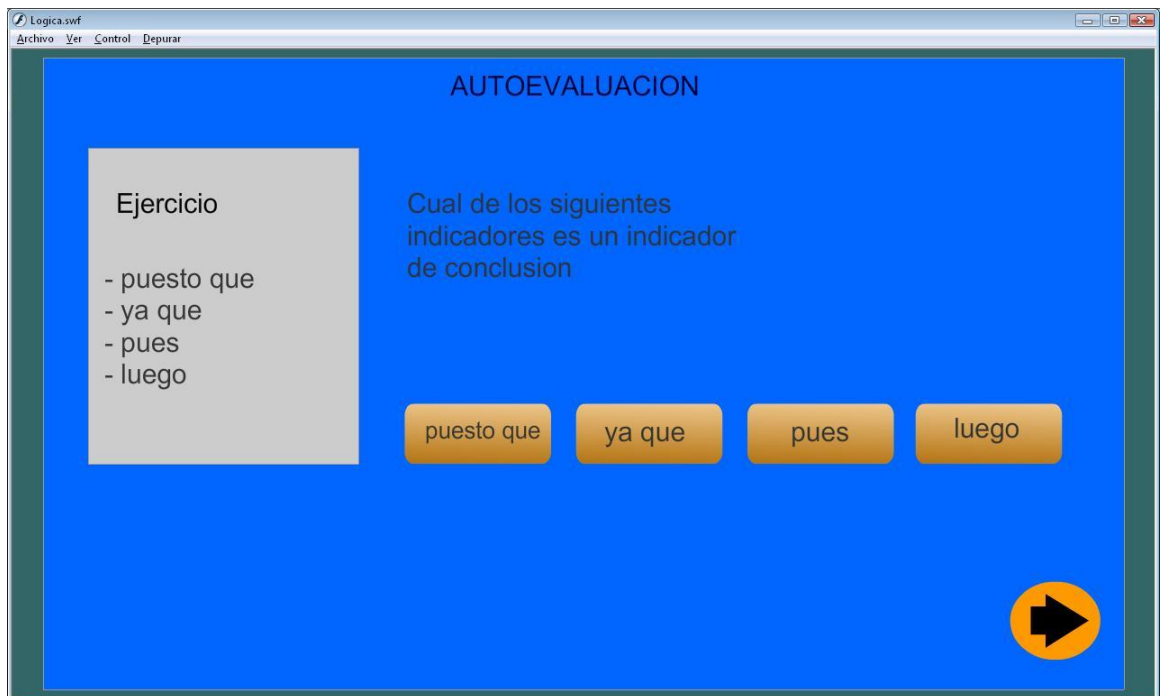 Logica.swf
Archivo Ver Control Depurar
AUTOEVALUACION
Ejercicio
- puesto que
- ya que
- pues
- luego
Cual de los siguientes
indicadores es un indicador
de conclusion
puesto que
ya que
pues
luego